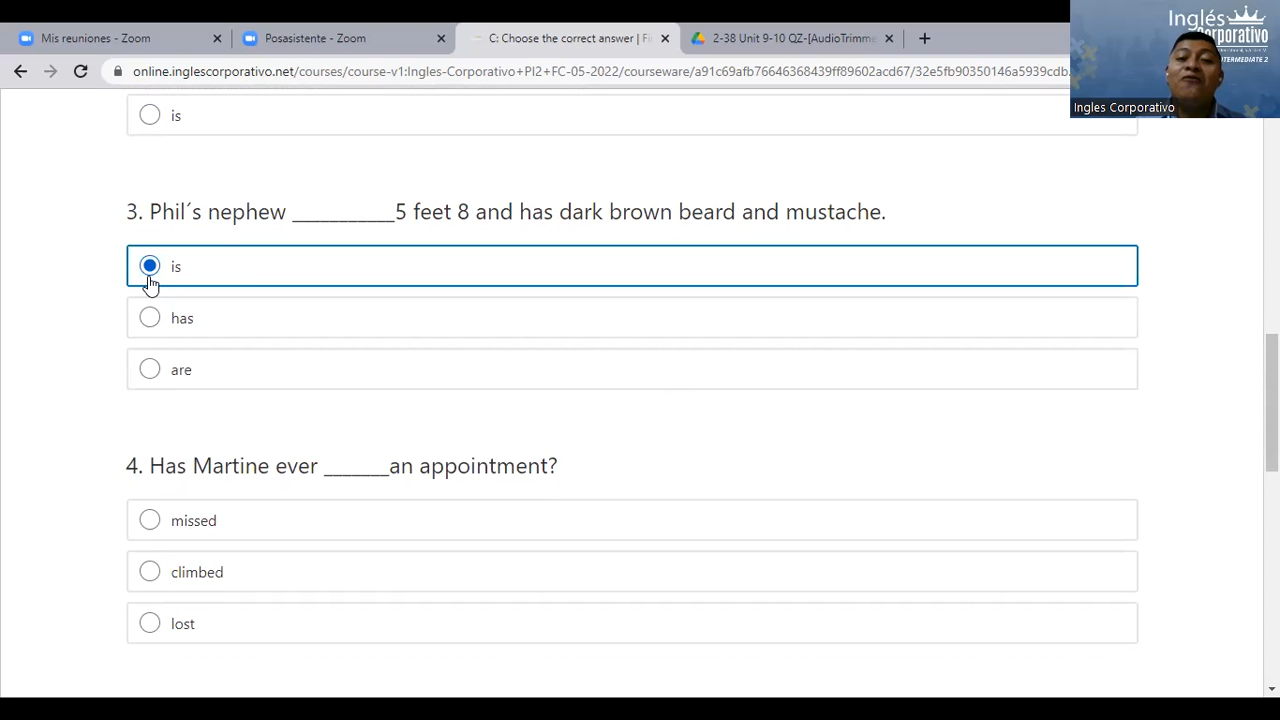 Mis reuniones - Zoom
Posasistente - Zoom
C: Choose the correct answer | Fi
2-38 Unit 9-10 QZ-[AudioTrimme
online.inglescorporativo.net/courses/course-v1:Ingles-Corporativo+PI2+FC-05-2022/courseware/a91c69afb76646368439ff89602acd67/32e5fb90350146a5939cdb
Inglés
Corporativo
INTERMEDIATE 2
Ingles Corporativo
is
3. Phil´s nephew ___________5 feet 8 and has dark brown beard and mustache.
is
has
are
4. Has Martine ever _______an appointment?
missed
climbed
lost